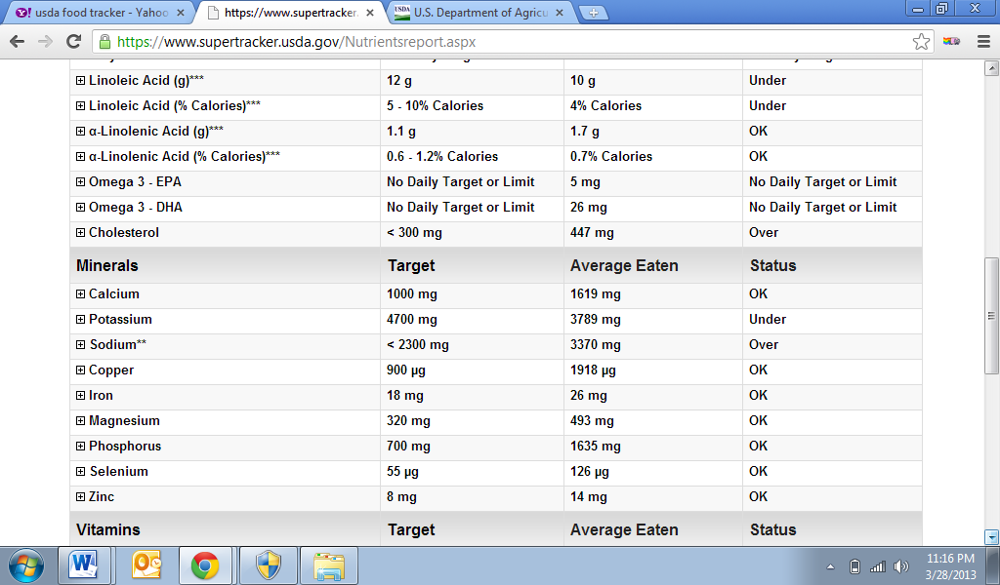 usda food tracker - Yahoo
https://www.supertracker.
U.S. Department of Agricu
https://www.supertracker.usda.gov/Nutrientsreport.aspx
Linoleic Acid (g)*** 12 g 10 g Under
Linoleic Acid (% Calories)*** 5 - 10% Calories 4% Calories Under
α-Linolenic Acid (g)*** 1.1 g 1.7 g OK
α-Linolenic Acid (% Calories)*** 0.6 - 1.2% Calories 0.7% Calories OK
Omega 3 - EPA No Daily Target or Limit 5 mg No Daily Target or Limit
Omega 3 - DHA No Daily Target or Limit 26 mg No Daily Target or Limit
Cholesterol < 300 mg 447 mg Over
Minerals Target Average Eaten Status
Calcium 1000 mg 1619 mg OK
Potassium 4700 mg 3789 mg Under
Sodium** < 2300 mg 3370 mg Over
Copper 900 µg 1918 µg OK
Iron 18 mg 26 mg OK
Magnesium 320 mg 493 mg OK
Phosphorus 700 mg 1635 mg OK
Selenium 55 µg 126 µg OK
Zinc 8 mg 14 mg OK
Vitamins Target Average Eaten Status
11:16 PM
3/28/2013